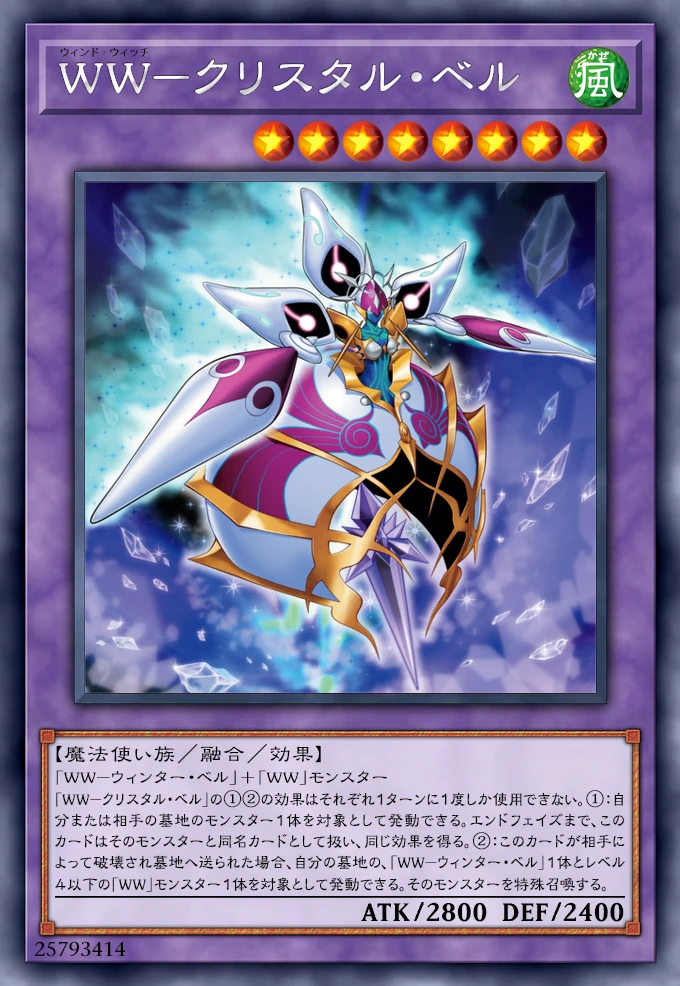 ウィンド・ウィッチ
WW－クリスタル・ベル
かぜ
風
【魔法使い族／融合／効果】
「WW－ウィンター・ベル」＋「WW」モンスター
「WW－クリスタル・ベル」の①②の効果はそれぞれ1ターンに1度しか使用できない。①：自
分または相手の墓地のモンスター1体を対象として発動できる。エンドフェイズまで、この
カードはそのモンスターと同名カードとして扱い、同じ効果を得る。②：このカードが相手に
よって破壊され墓地へ送られた場合、自分の墓地の、「WW－ウィンター・ベル」1体とレベル
4以下の「WW」モンスター1体を対象として発動できる。そのモンスターを特殊召喚する。
ATK/2800 DEF/2400
25793414